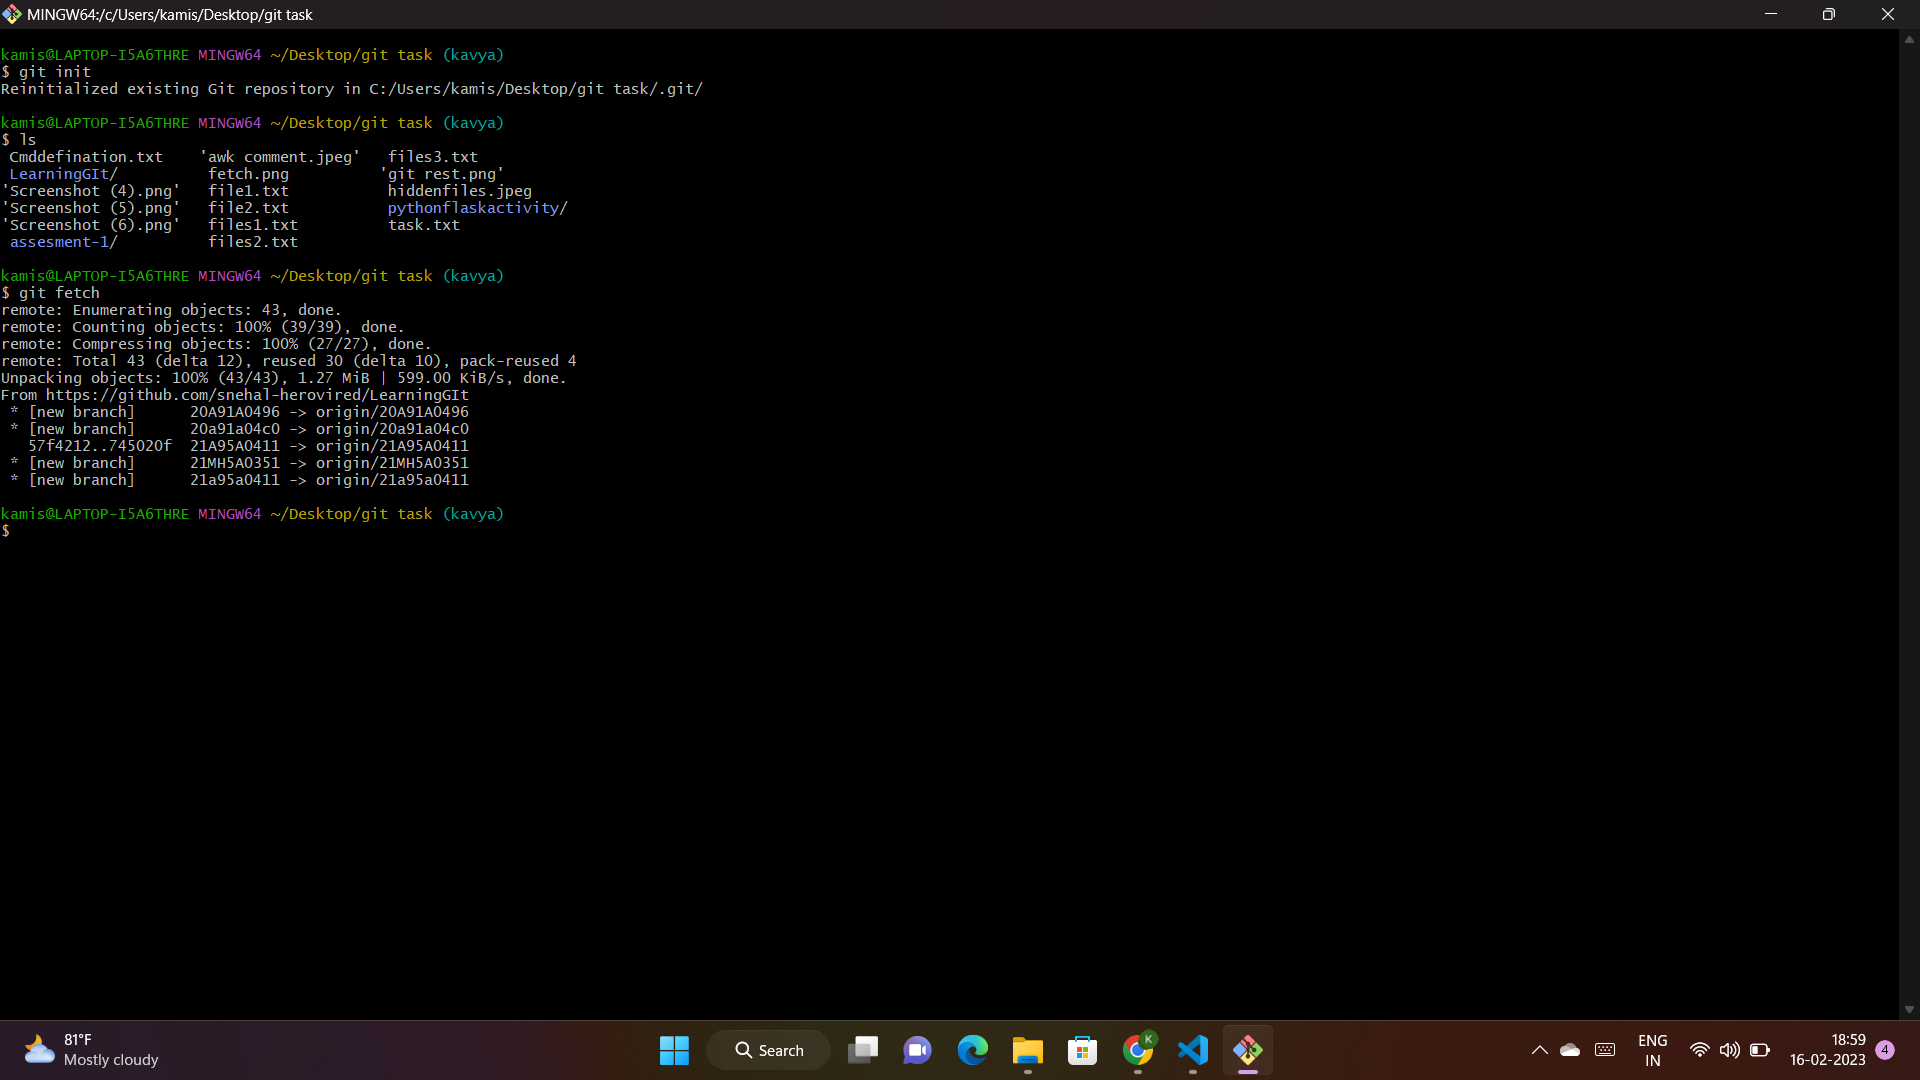 MINGW64:/c/Users/kamis/Desktop/git task
kamis@LAPTOP-I5A6THRE MINGW64 ~/Desktop/git task (kavya)
$ git init
Reinitialized existing Git repository in C:/Users/kamis/Desktop/git task/.git/
kamis@LAPTOP-I5A6THRE MINGW64 ~/Desktop/git task (kavya)
$ ls
Cmddefination.txt 'awk comment.jpeg' files3.txt
LearningGIt/ fetch.png 'git rest.png'
'Screenshot (4).png' file1.txt hiddenfiles.jpeg
'Screenshot (5).png' file2.txt pythonflaskactivity/
'Screenshot (6).png' files1.txt task.txt
assesment-1/ files2.txt
kamis@LAPTOP-I5A6THRE MINGW64 ~/Desktop/git task (kavya)
$ git fetch
remote: Enumerating objects: 43, done.
remote: Counting objects: 100% (39/39), done.
remote: Compressing objects: 100% (27/27), done.
remote: Total 43 (delta 12), reused 30 (delta 10), pack-reused 4
Unpacking objects: 100% (43/43), 1.27 MiB | 599.00 KiB/s, done.
From https://github.com/snehal-herovired/LearningGIt
* [new branch] 20A91A0496 -> origin/20A91A0496
* [new branch] 20a91a04c0 -> origin/20a91a04c0
57f4212..745020f 21A95A0411 -> origin/21A95A0411
* [new branch] 21MH5A0351 -> origin/21MH5A0351
* [new branch] 21a95a0411 -> origin/21a95a0411
kamis@LAPTOP-I5A6THRE MINGW64 ~/Desktop/git task (kavya)
$
81°F
Mostly cloudy
Search
K
ENG
IN
18:59
16-02-2023
4